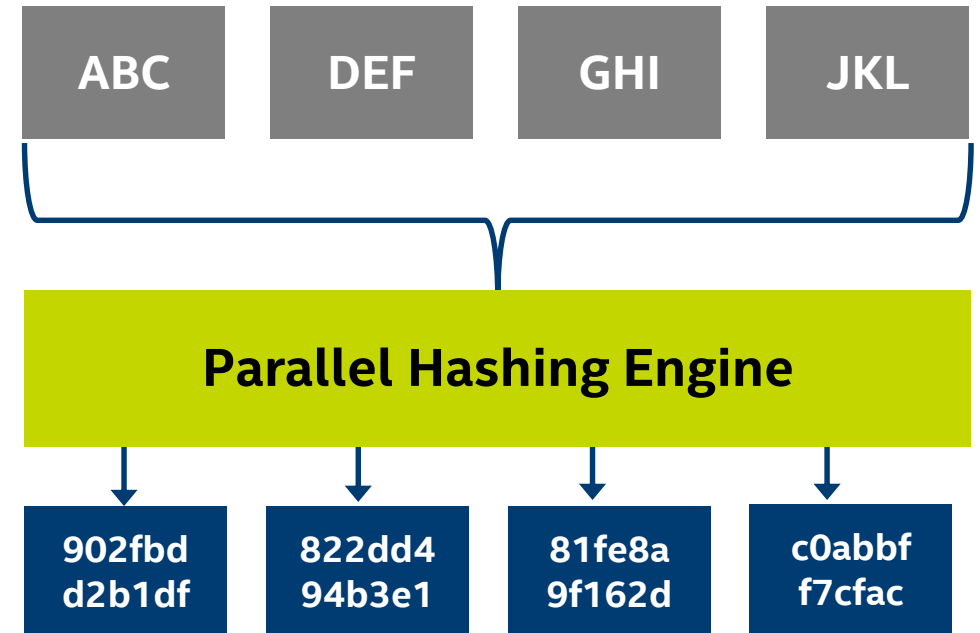 ABC
DEF
GHI
JKL
Parallel Hashing Engine
902fbd
d2b1df
822dd4
94b3e1
81fe8a
9f162d
c0abbf
f7cfac